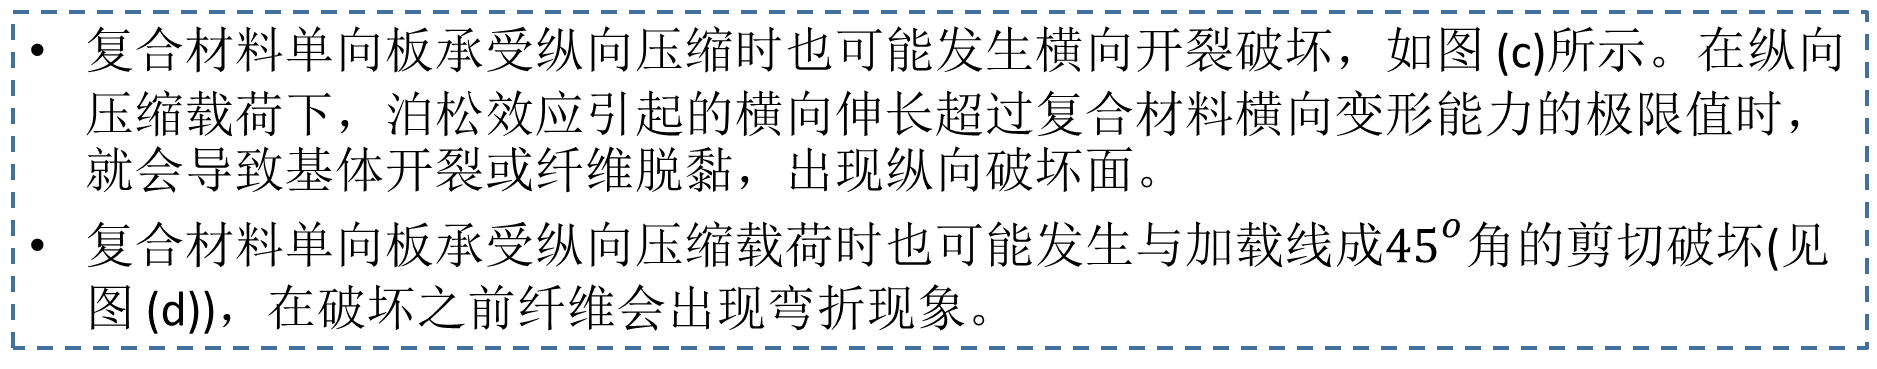 • 复合材料单向板承受纵向压缩时也可能发生横向开裂破坏，如图 (c)所示。在纵向
压缩载荷下，泊松效应引起的横向伸长超过复合材料横向变形能力的极限值时，
就会导致基体开裂或纤维脱黏，出现纵向破坏面。
• 复合材料单向板承受纵向压缩载荷时也可能发生与加载线成45° 角的剪切破坏(见
图 (d))，在破坏之前纤维会出现弯折现象。